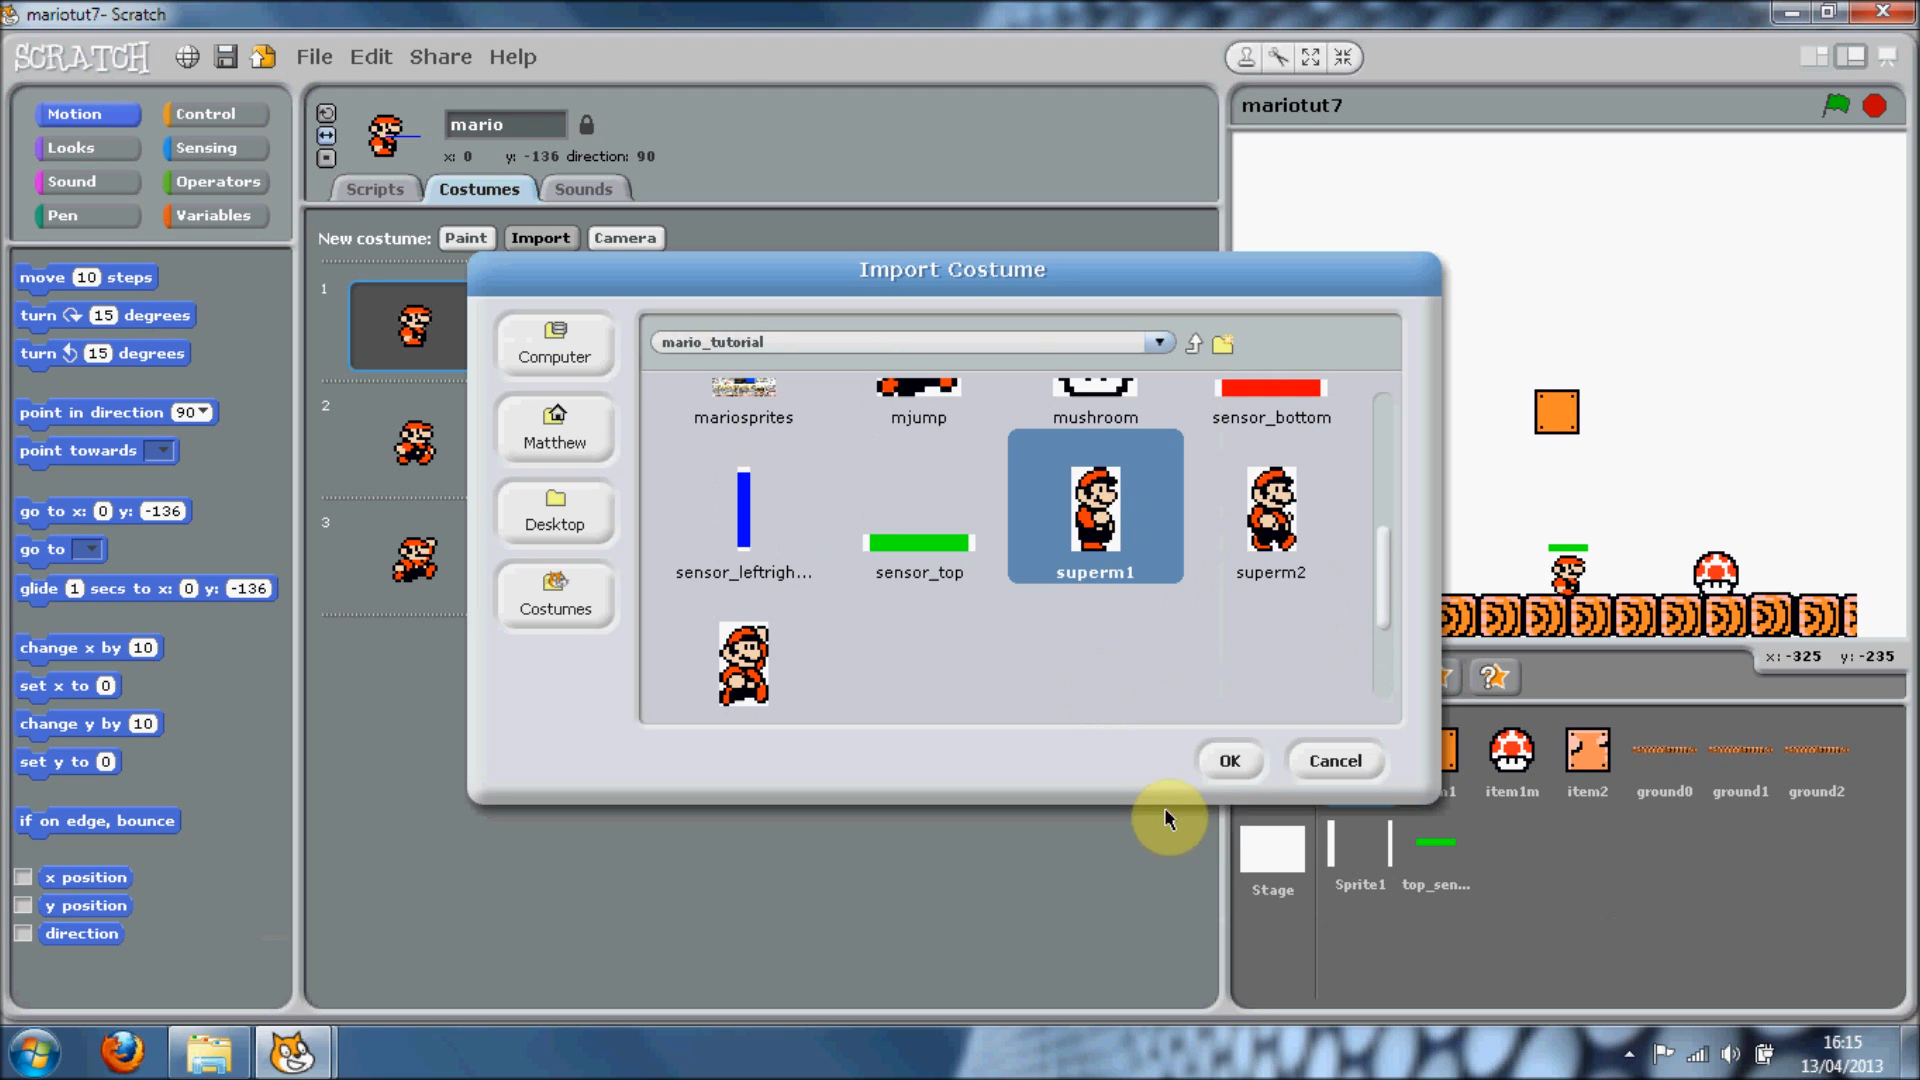 mariotut7- Scratch
SCRATCH File Edit Share Help
Motion Control
Looks Sensing
Sound Operators
Pen Variables
move 10 steps
turn 15 degrees
turn 15 degrees
point in direction 90
point towards
go to x: 0 y: -136
go to
glide 1 secs to x: 0 y: -136
change x by 10
set x to 0
change y by 10
set y to 0
if on edge, bounce
x position
y position
direction
mario
x: 0 y: -136 direction: 90
Scripts Costumes Sounds
New costume: Paint Import Camera
1
2
3
Import Costume
Computer
Matthew
Desktop
Costumes
mario_tutorial
mariosprites mjump mushroom sensor_bottom
sensor_leftrigh... sensor_top superm1 superm2
OK Cancel
mariotut7
x: -325 y: -235
item1m item2 ground0 ground1 ground2
Stage
Sprite1 top_sen...
16:15
13/04/2013